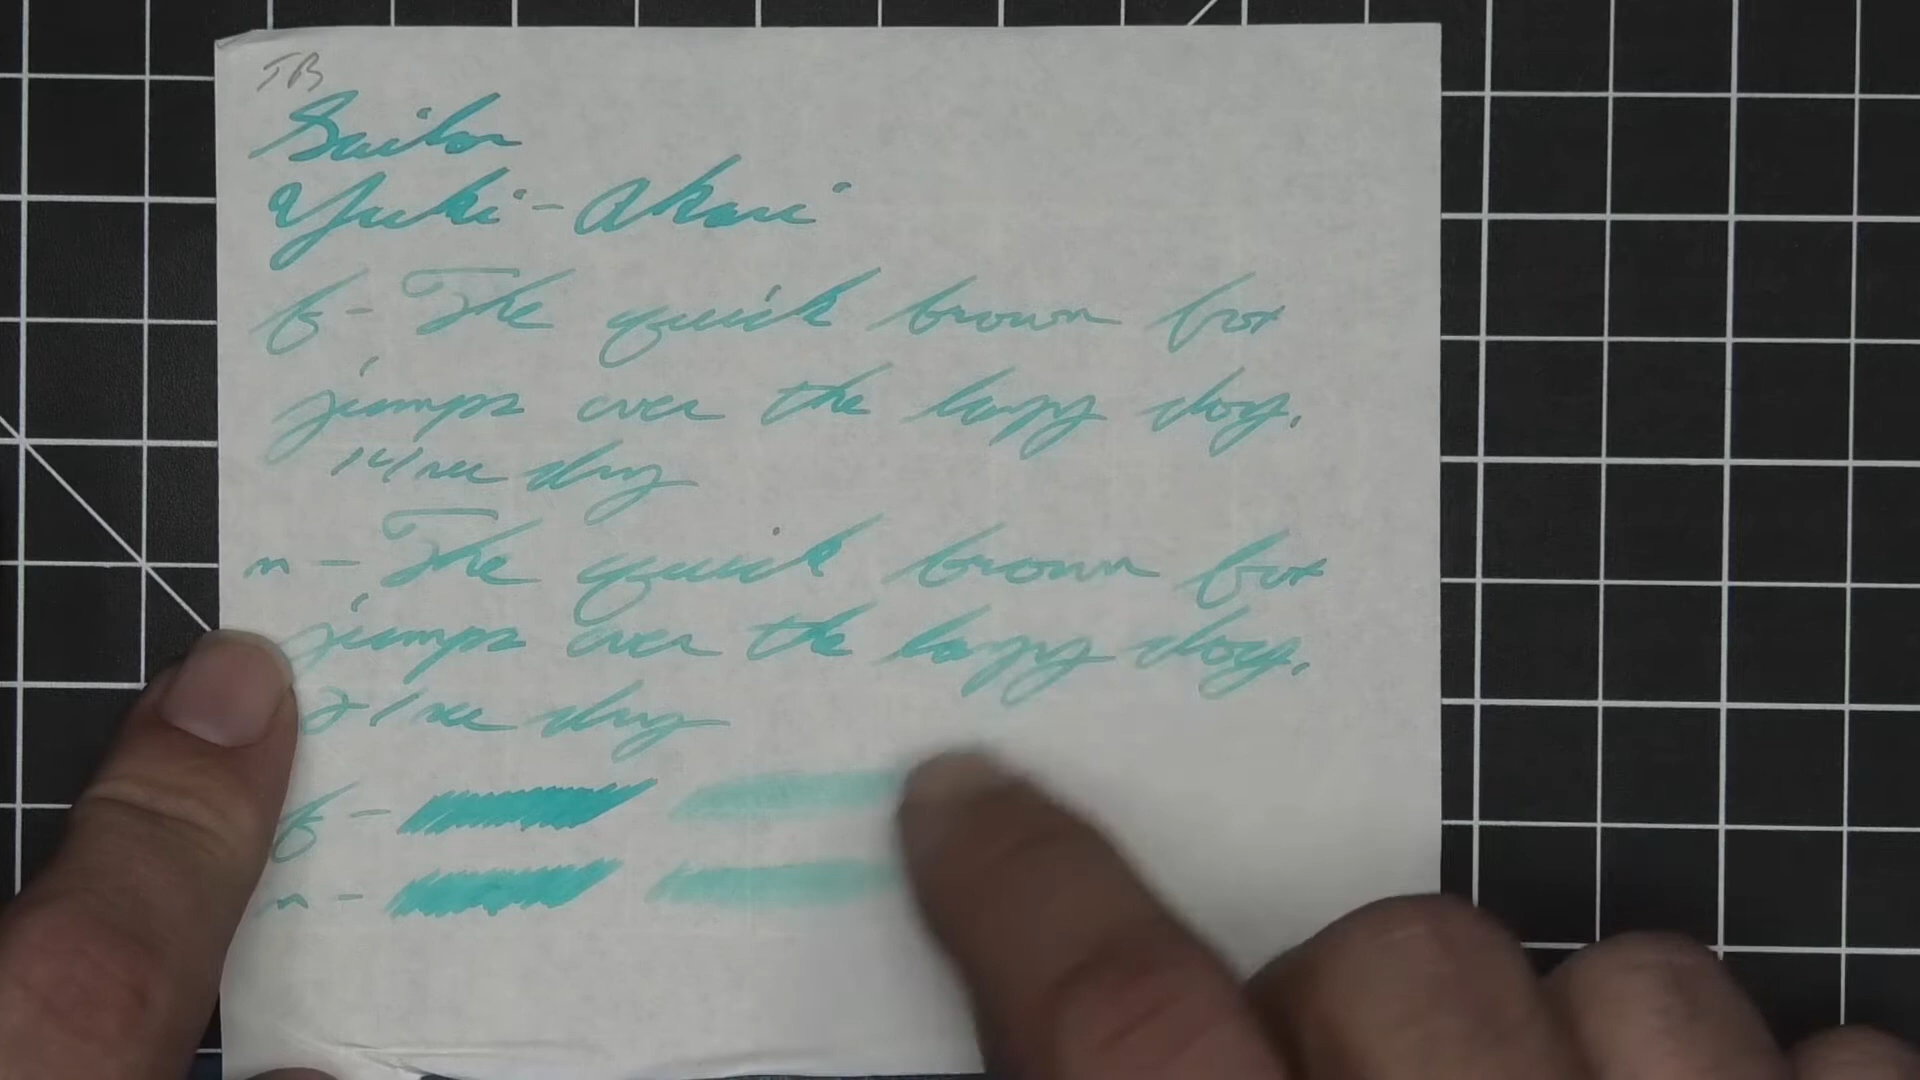 TB
Sailor
Yuki-Akari
f - The quick brown fox
jumps over the lazy dog.
14 sec dry
m - The quick brown fox
jumps over the lazy dog.
21 sec dry
f -
m -